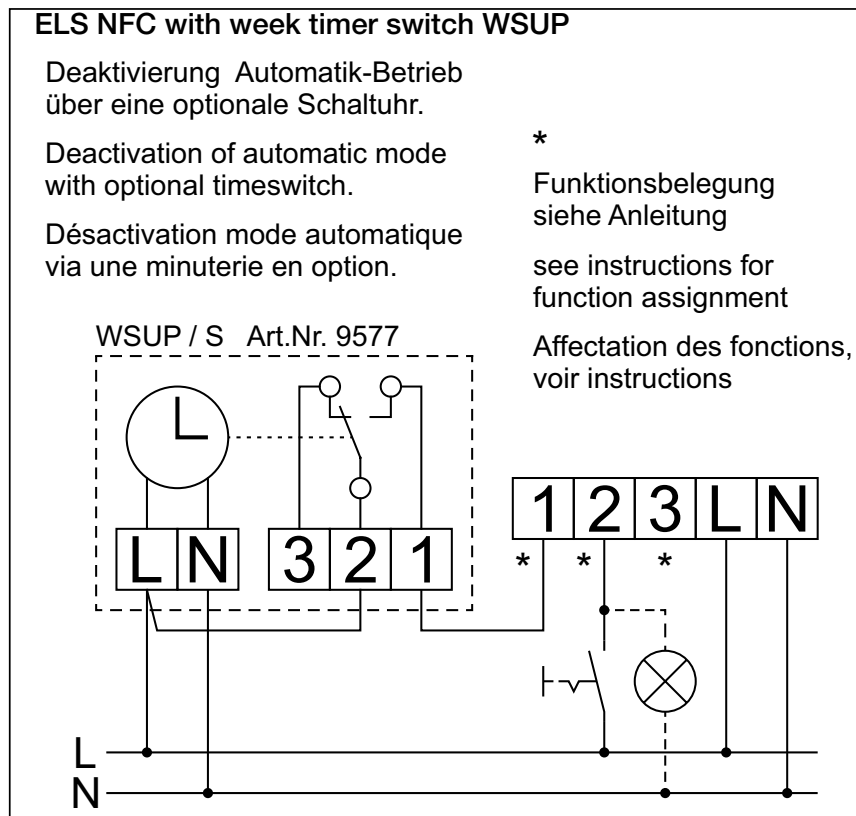 ELS NFC with week timer switch WSUP
Deaktivierung Automatik-Betrieb
über eine optionale Schaltuhr.
Deactivation of automatic mode
with optional timeswitch.
Désactivation mode automatique
via une minuterie en option.
*
Funktionsbelegung
siehe Anleitung
see instructions for
function assignment
Affectation des fonctions,
voir instructions
WSUP / S Art.Nr. 9577
L N 3 2 1
1 2 3 L N
* * *
L
N